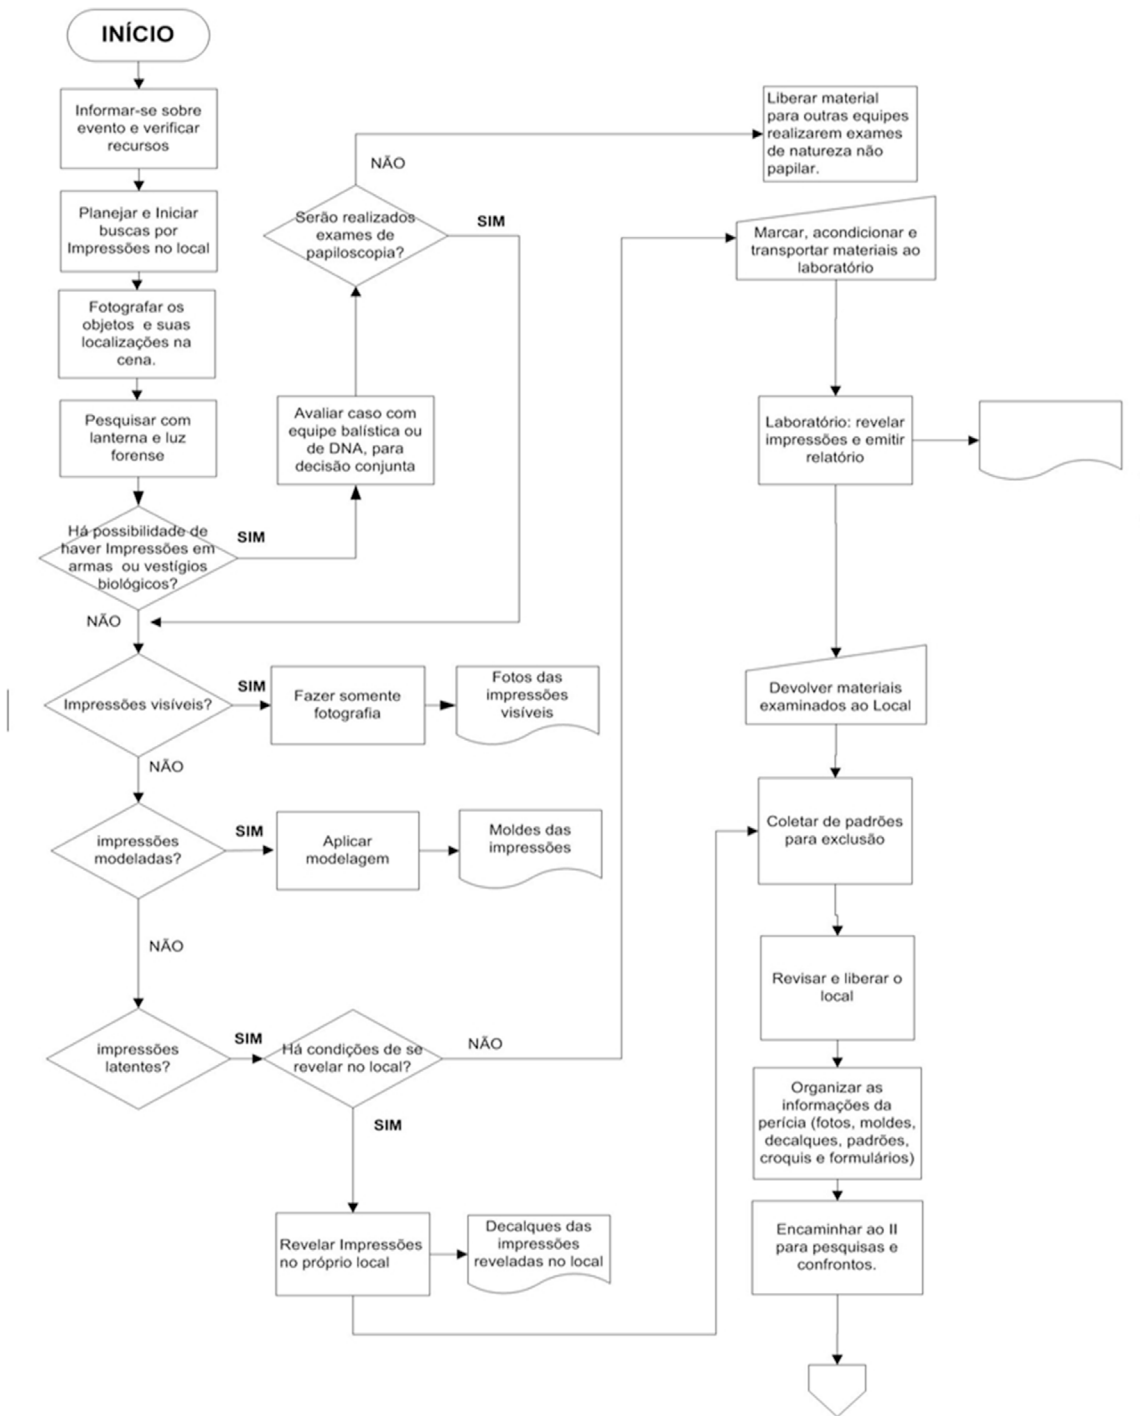 INÍCIO
Informar-se sobre
evento e verificar
recursos
Planejar e Iniciar
buscas por
Impressões no local
Fotografar os
objetos e suas
localizações na
cena.
Pesquisar com
lanterna e luz
forense
Há possibilidade de
haver Impressões em
armas ou vestígios
biológicos?
SIM
NÃO
Avaliar caso com
equipe balística ou
de DNA, para
decisão conjunta
Serão realizados
exames de
papiloscopia?
NÃO
SIM
Liberar material
para outras equipes
realizarem exames
de natureza não
papilar.
Impressões visíveis?
SIM
Fazer somente
fotografia
Fotos das
impressões
visíveis
NÃO
impressões
modeladas?
SIM
Aplicar
modelagem
Moldes das
impressões
NÃO
impressões
latentes?
SIM
Há condições de se
revelar no local?
NÃO
SIM
Revelar Impressões
no próprio local
Decalques das
impressões
reveladas no local
Marcar, acondicionar e
transportar materiais ao
laboratório
Laboratório: revelar
impressões e emitir
relatório
Devolver materiais
examinados ao Local
Coletar de padrões
para exclusão
Revisar e liberar o
local
Organizar as
informações da
perícia (fotos, moldes,
decalques, padrões,
croquis e formulários)
Encaminhar ao II
para pesquisas e
confrontos.